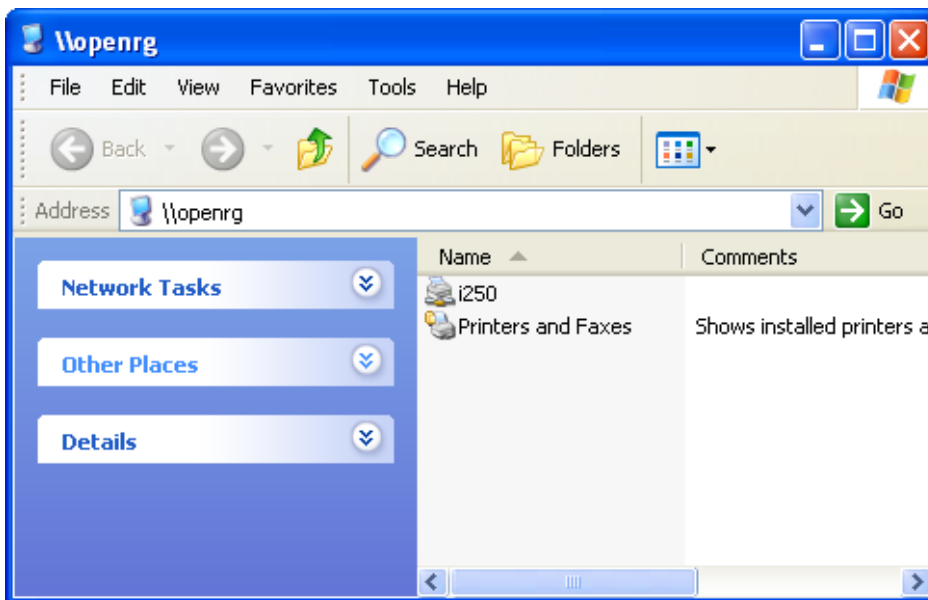 \\openrg
File Edit View Favorites Tools Help
Back Search Folders
Address \\openrg Go
Network Tasks
Other Places
Details
Name Comments
i250
Printers and Faxes Shows installed printers a